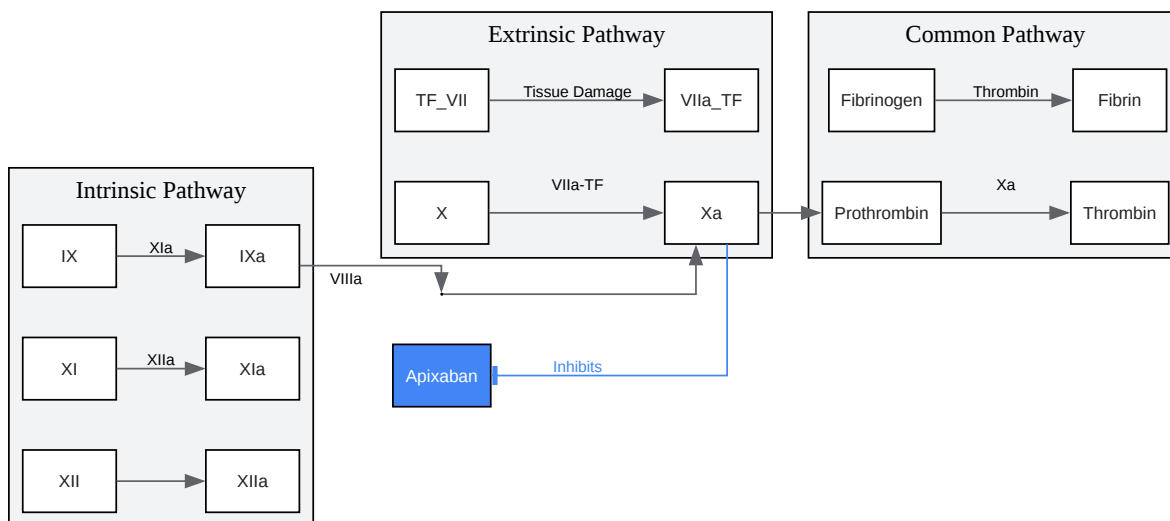 Extrinsic Pathway
TF_VII
Tissue Damage
VIIa_TF
X
VIIa-TF
Xa
Common Pathway
Fibrinogen
Thrombin
Fibrin
Prothrombin
Xa
Thrombin
Intrinsic Pathway
IX
XIa
IXa
VIIIa
XI
XIIa
XIa
XII
XIIa
Apixaban
Inhibits